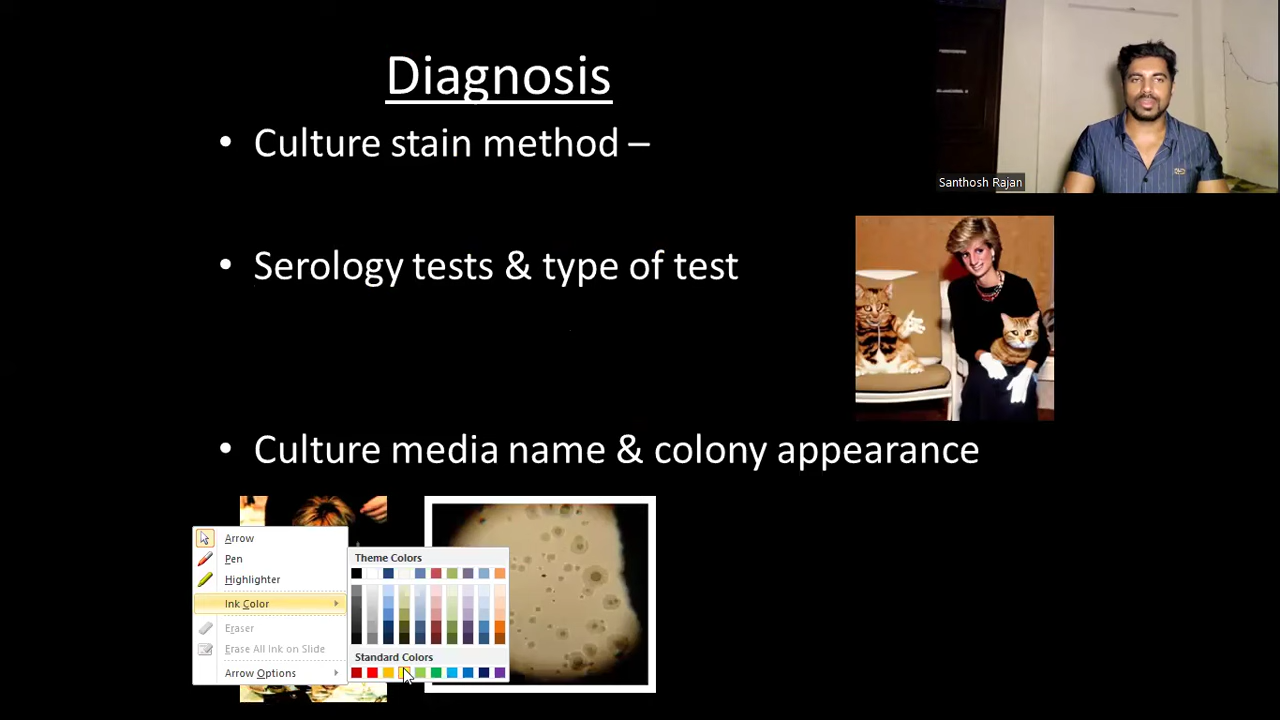 Diagnosis
• Culture stain method –
Santhosh Rajan
• Serology tests & type of test
• Culture media name & colony appearance
Arrow
Pen
Highlighter
Ink Color
Eraser
Erase All Ink on Slide
Arrow Options
Theme Colors
Standard Colors